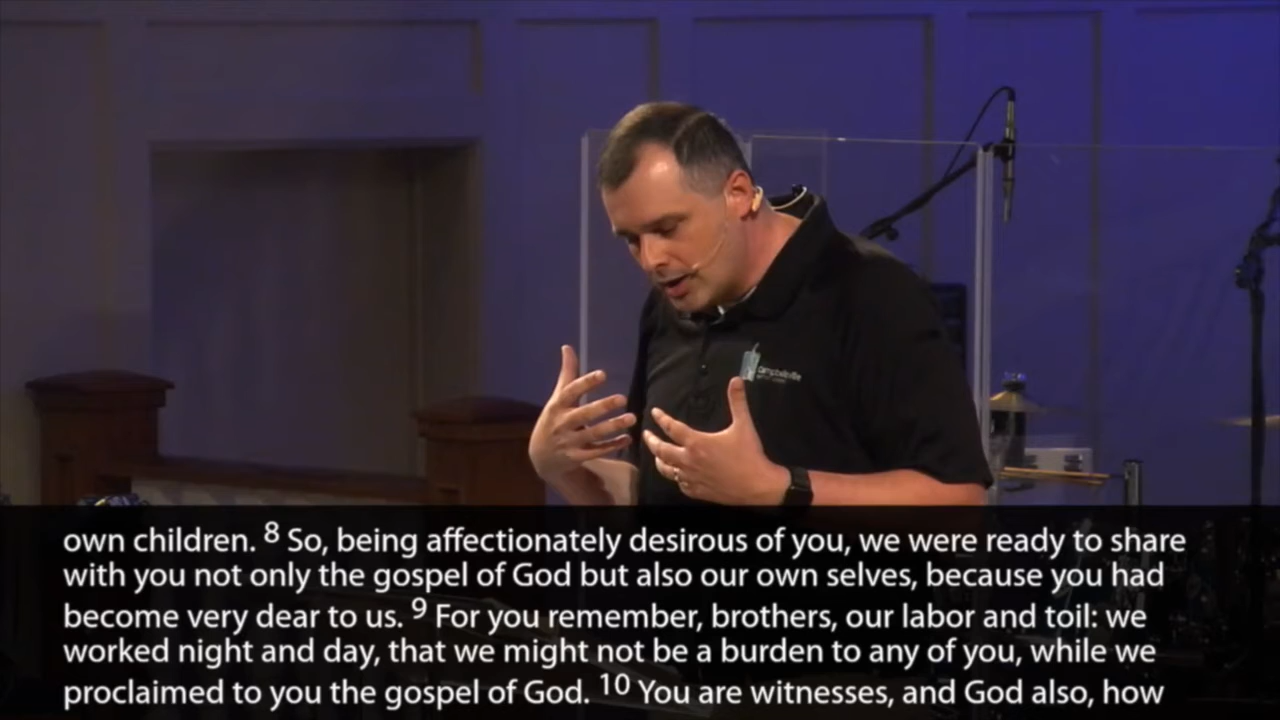 campbellsville
own children. 8 So, being affectionately desirous of you, we were ready to share
with you not only the gospel of God but also our own selves, because you had
become very dear to us. 9 For you remember, brothers, our labor and toil: we
worked night and day, that we might not be a burden to any of you, while we
proclaimed to you the gospel of God. 10 You are witnesses, and God also, how